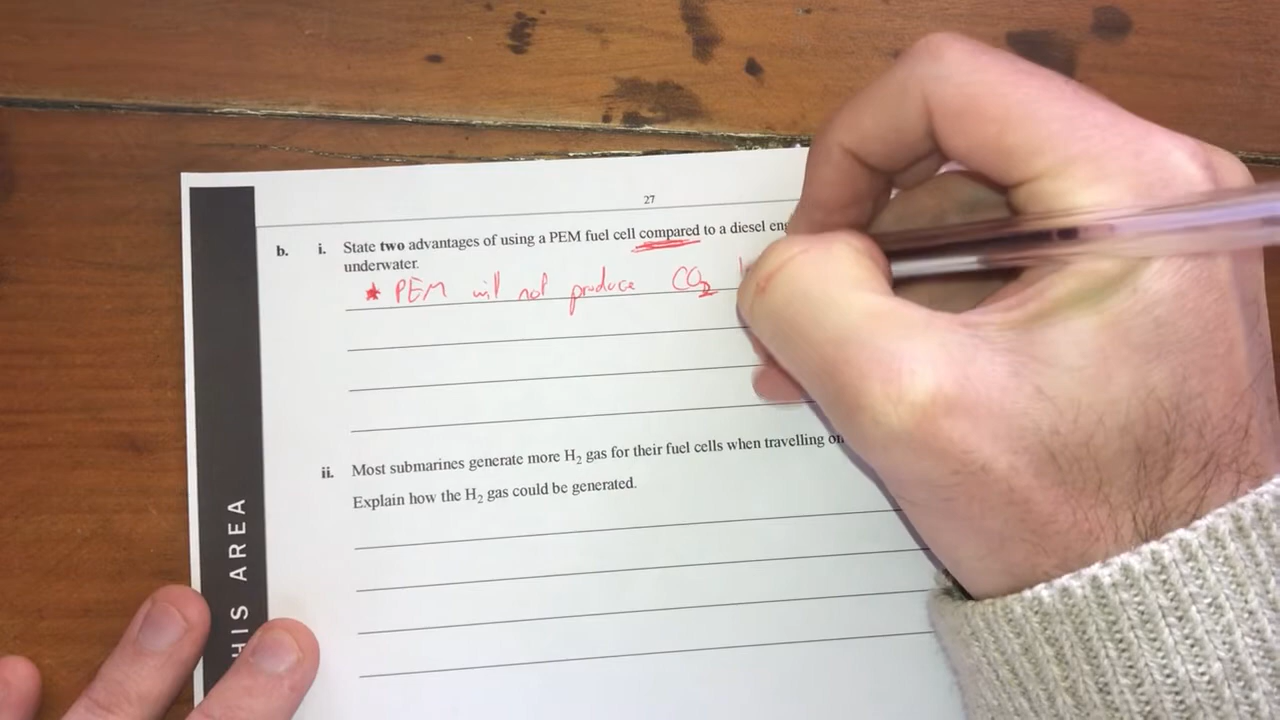 27
b. i. State two advantages of using a PEM fuel cell compared to a diesel
underwater.
* PEM will not produce CO2
ii. Most submarines generate more H2 gas for their fuel cells when travelling
Explain how the H2 gas could be generated.
HIS AREA